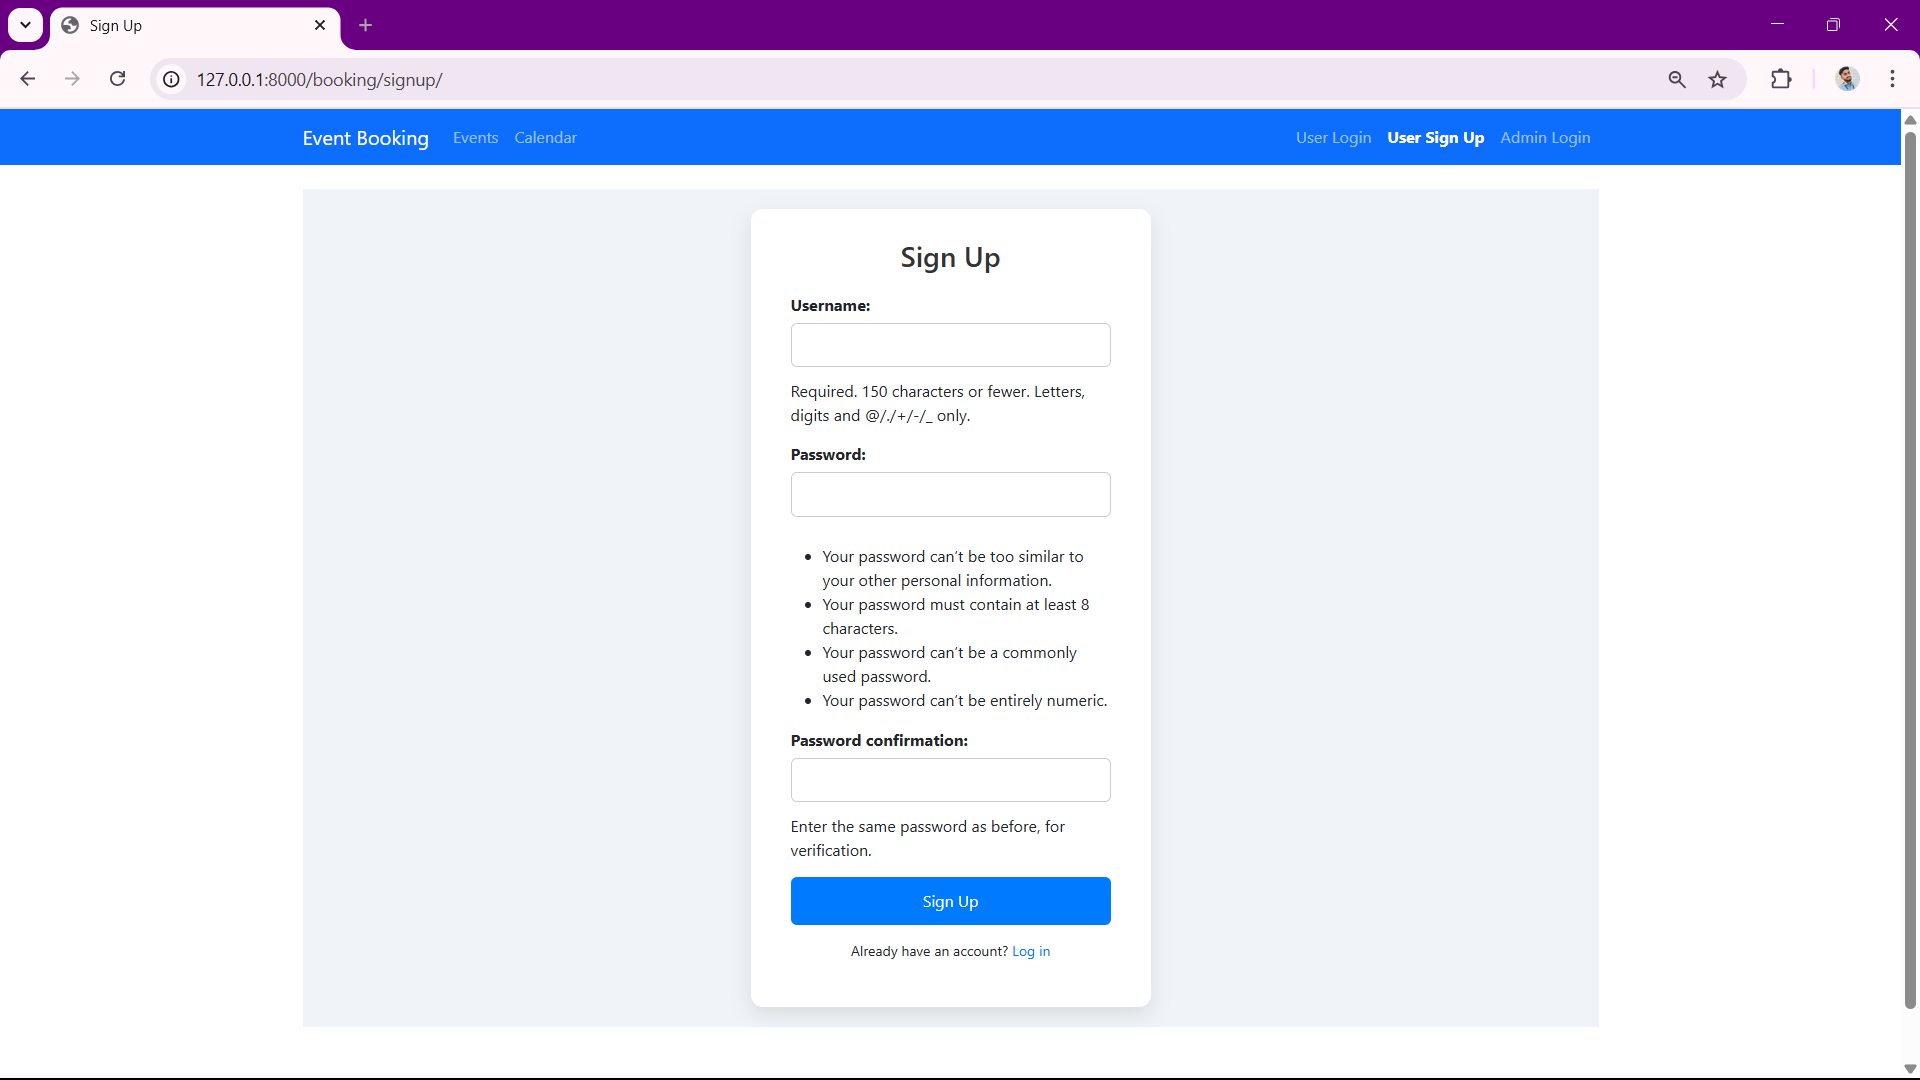 Sign Up
127.0.0.1:8000/booking/signup/
Event Booking Events Calendar User Login User Sign Up Admin Login
Sign Up
Username:
Required. 150 characters or fewer. Letters,
digits and @/./+/-/_ only.
Password:
• Your password can't be too similar to
your other personal information.
• Your password must contain at least 8
characters.
• Your password can't be a commonly
used password.
• Your password can't be entirely numeric.
Password confirmation:
Enter the same password as before, for
verification.
Sign Up
Already have an account? Log in